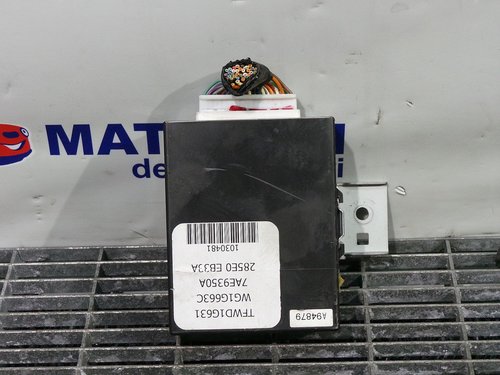 MAT
de
i
TFWD1G631
WG1G663C
7AE9350A
285E0 EB33A
1030481
A94879